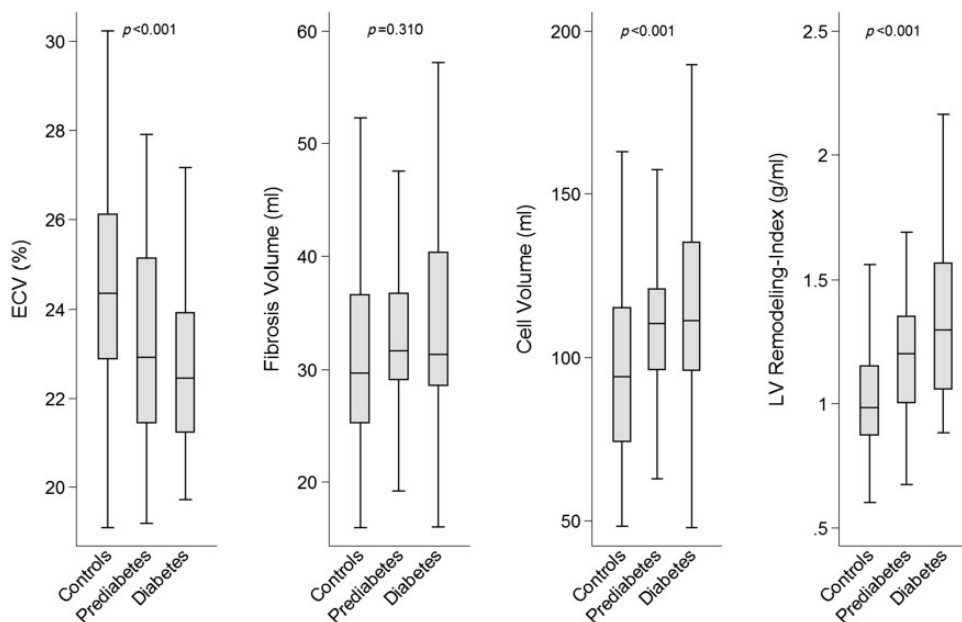 p<0.001
ECV (%)
30
28
26
24
22
20
Controls
Prediabetes
Diabetes
p=0.310
Fibrosis Volume (ml)
60
50
40
30
20
Controls
Prediabetes
Diabetes
p<0.001
Cell Volume (ml)
200
150
100
50
Controls
Prediabetes
Diabetes
p<0.001
LV Remodeling-Index (g/ml)
2.5
2
1.5
1
.5
Controls
Prediabetes
Diabetes